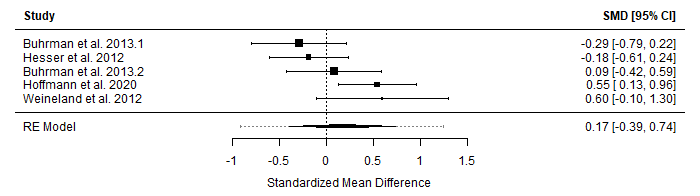 Study SMD [95% CI]
Buhrman et al. 2013.1 -0.29 [-0.79, 0.22]
Hesser et al. 2012 -0.18 [-0.61, 0.24]
Buhrman et al. 2013.2 0.09 [-0.42, 0.59]
Hoffmann et al. 2020 0.55 [ 0.13, 0.96]
Weineland et al. 2012 0.60 [-0.10, 1.30]
RE Model 0.17 [-0.39, 0.74]
-1 -0.5 0 0.5 1 1.5
Standardized Mean Difference